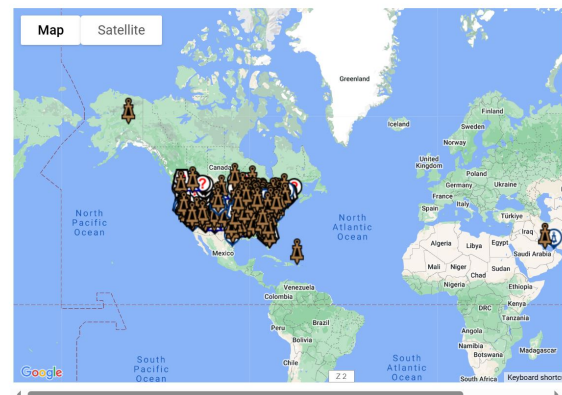 Map Satellite
Greenland
Iceland
Finland
Sweden
Norway
Canada
United
Kingdom
Poland
Germany Ukraine
France
Italy
Spain
Türkiye
North
Pacific
Ocean
North
Atlantic
Ocean
?
Mexico
Algeria Libya Egypt
Iraq
Saudi Arabia
Mali Niger
Chad
Sudan
Nigeria
Ethiopia
Venezuela
Colombia
DRC
Kenya
Tanzania
Peru
Brazil
Bolivia
Angola
Namibia
Botswana
Madagascar
Chile
South
Pacific
Ocean
South
Atlantic
Ocean
South Africa
Google
Z 2
Keyboard shortc